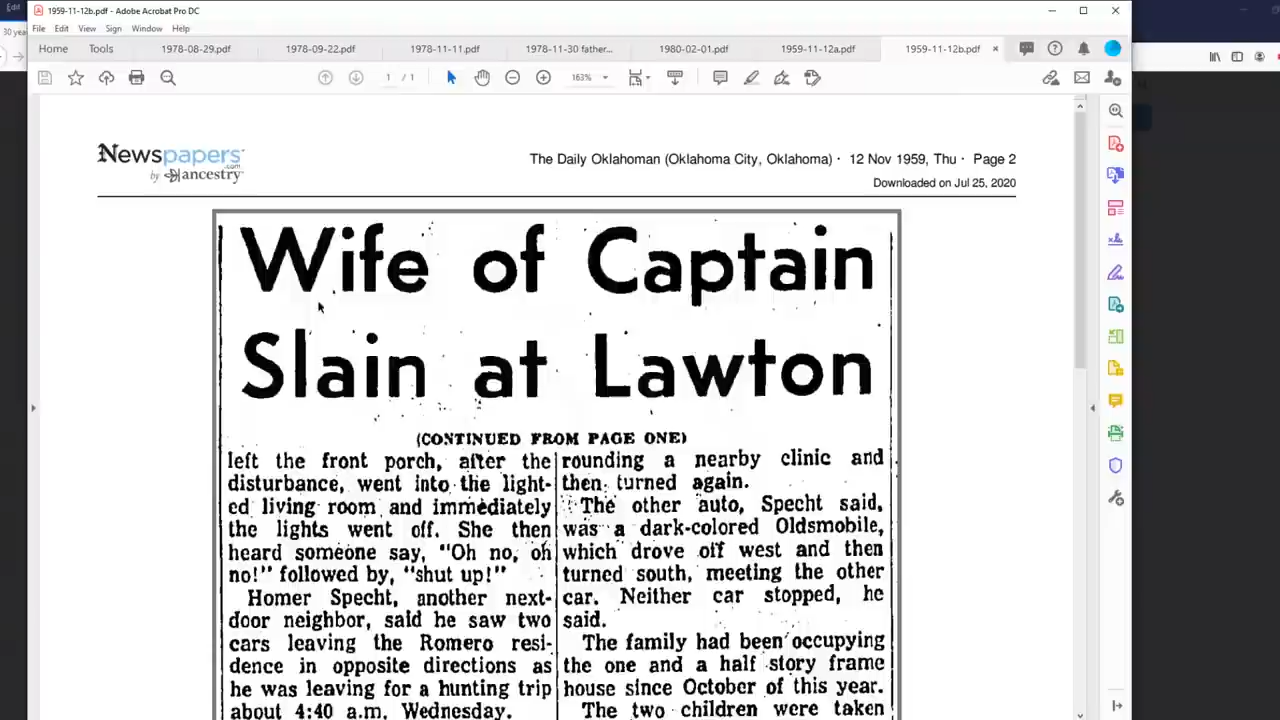 Edit
1959-11-12b.pdf - Adobe Acrobat Pro DC
File Edit View Sign Window Help
30 yea
Home Tools 1978-08-29.pdf 1978-09-22.pdf 1978-11-11.pdf 1978-11-30 father... 1980-02-01.pdf 1959-11-12a.pdf 1959-11-12b.pdf
1 / 1 163%
Newspapers.com
by ancestry
The Daily Oklahoman (Oklahoma City, Oklahoma) · 12 Nov 1959, Thu · Page 2
Downloaded on Jul 25, 2020
Wife of Captain
Slain at Lawton
(CONTINUED FROM PAGE ONE)
left the front porch, after the
disturbance, went into the light-
ed living room and immediately
the lights went off. She then
heard someone say, "Oh no, oh
no!" followed by, "shut up!"
Homer Specht, another next-
door neighbor, said he saw two
cars leaving the Romero resi-
dence in opposite directions as
he was leaving for a hunting trip
about 4:40 a.m. Wednesday.
rounding a nearby clinic and
then turned again.
The other auto, Specht said,
was a dark-colored Oldsmobile,
which drove off west and then
turned south, meeting the other
car. Neither car stopped, he
said.
The family had been occupying
the one and a half story frame
house since October of this year.
The two children were taken